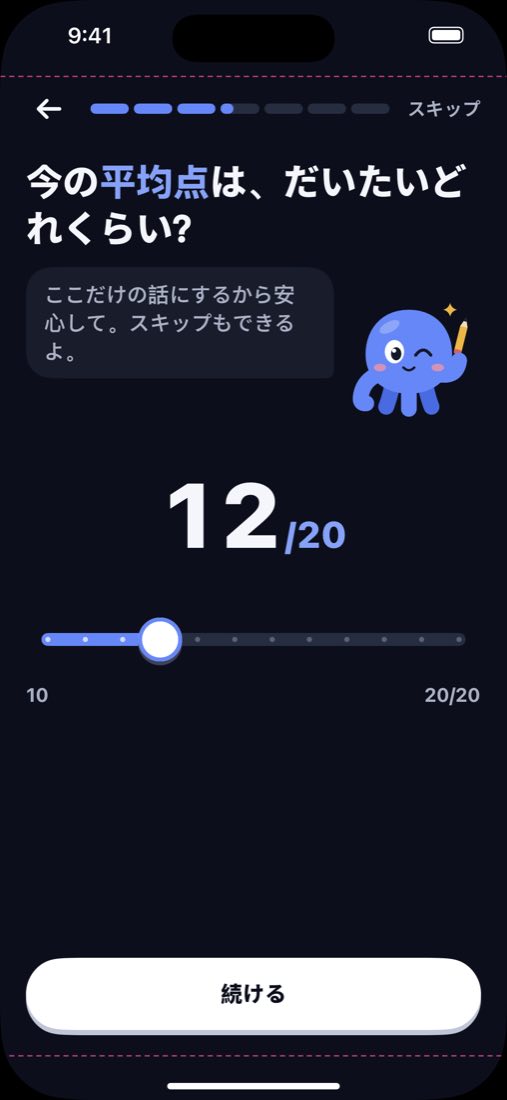 9:41
スキップ
今の平均点は、だいたいど
れくらい?
ここだけの話にするから安
心して。スキップもできる
よ。
12/20
10
20/20
続ける